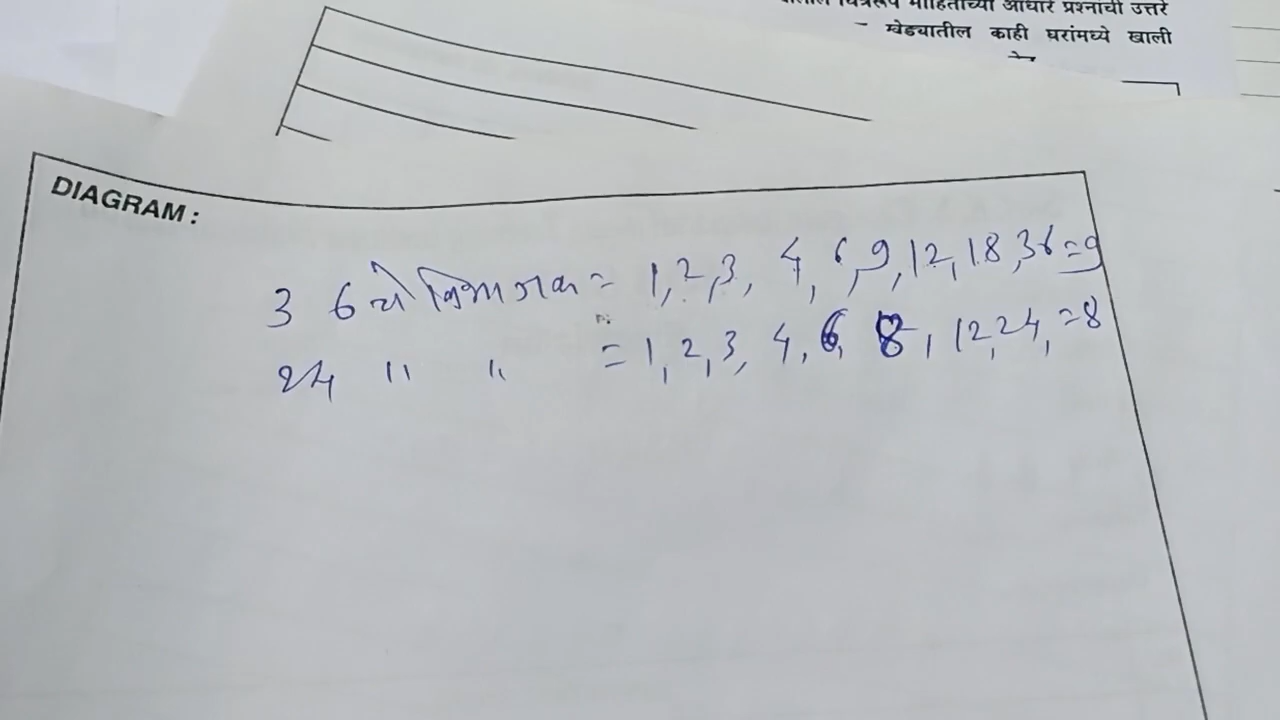 माहितीच्या आधारे प्रश्नांची उत्तरे
- खेड्यातील काही घरांमध्ये खाली
DIAGRAM :
36 चे विभाजक = 1, 2, 3, 4, 6, 9, 12, 18, 36 = 9
24 " " = 1, 2, 3, 4, 6, 8, 12, 24, = 8